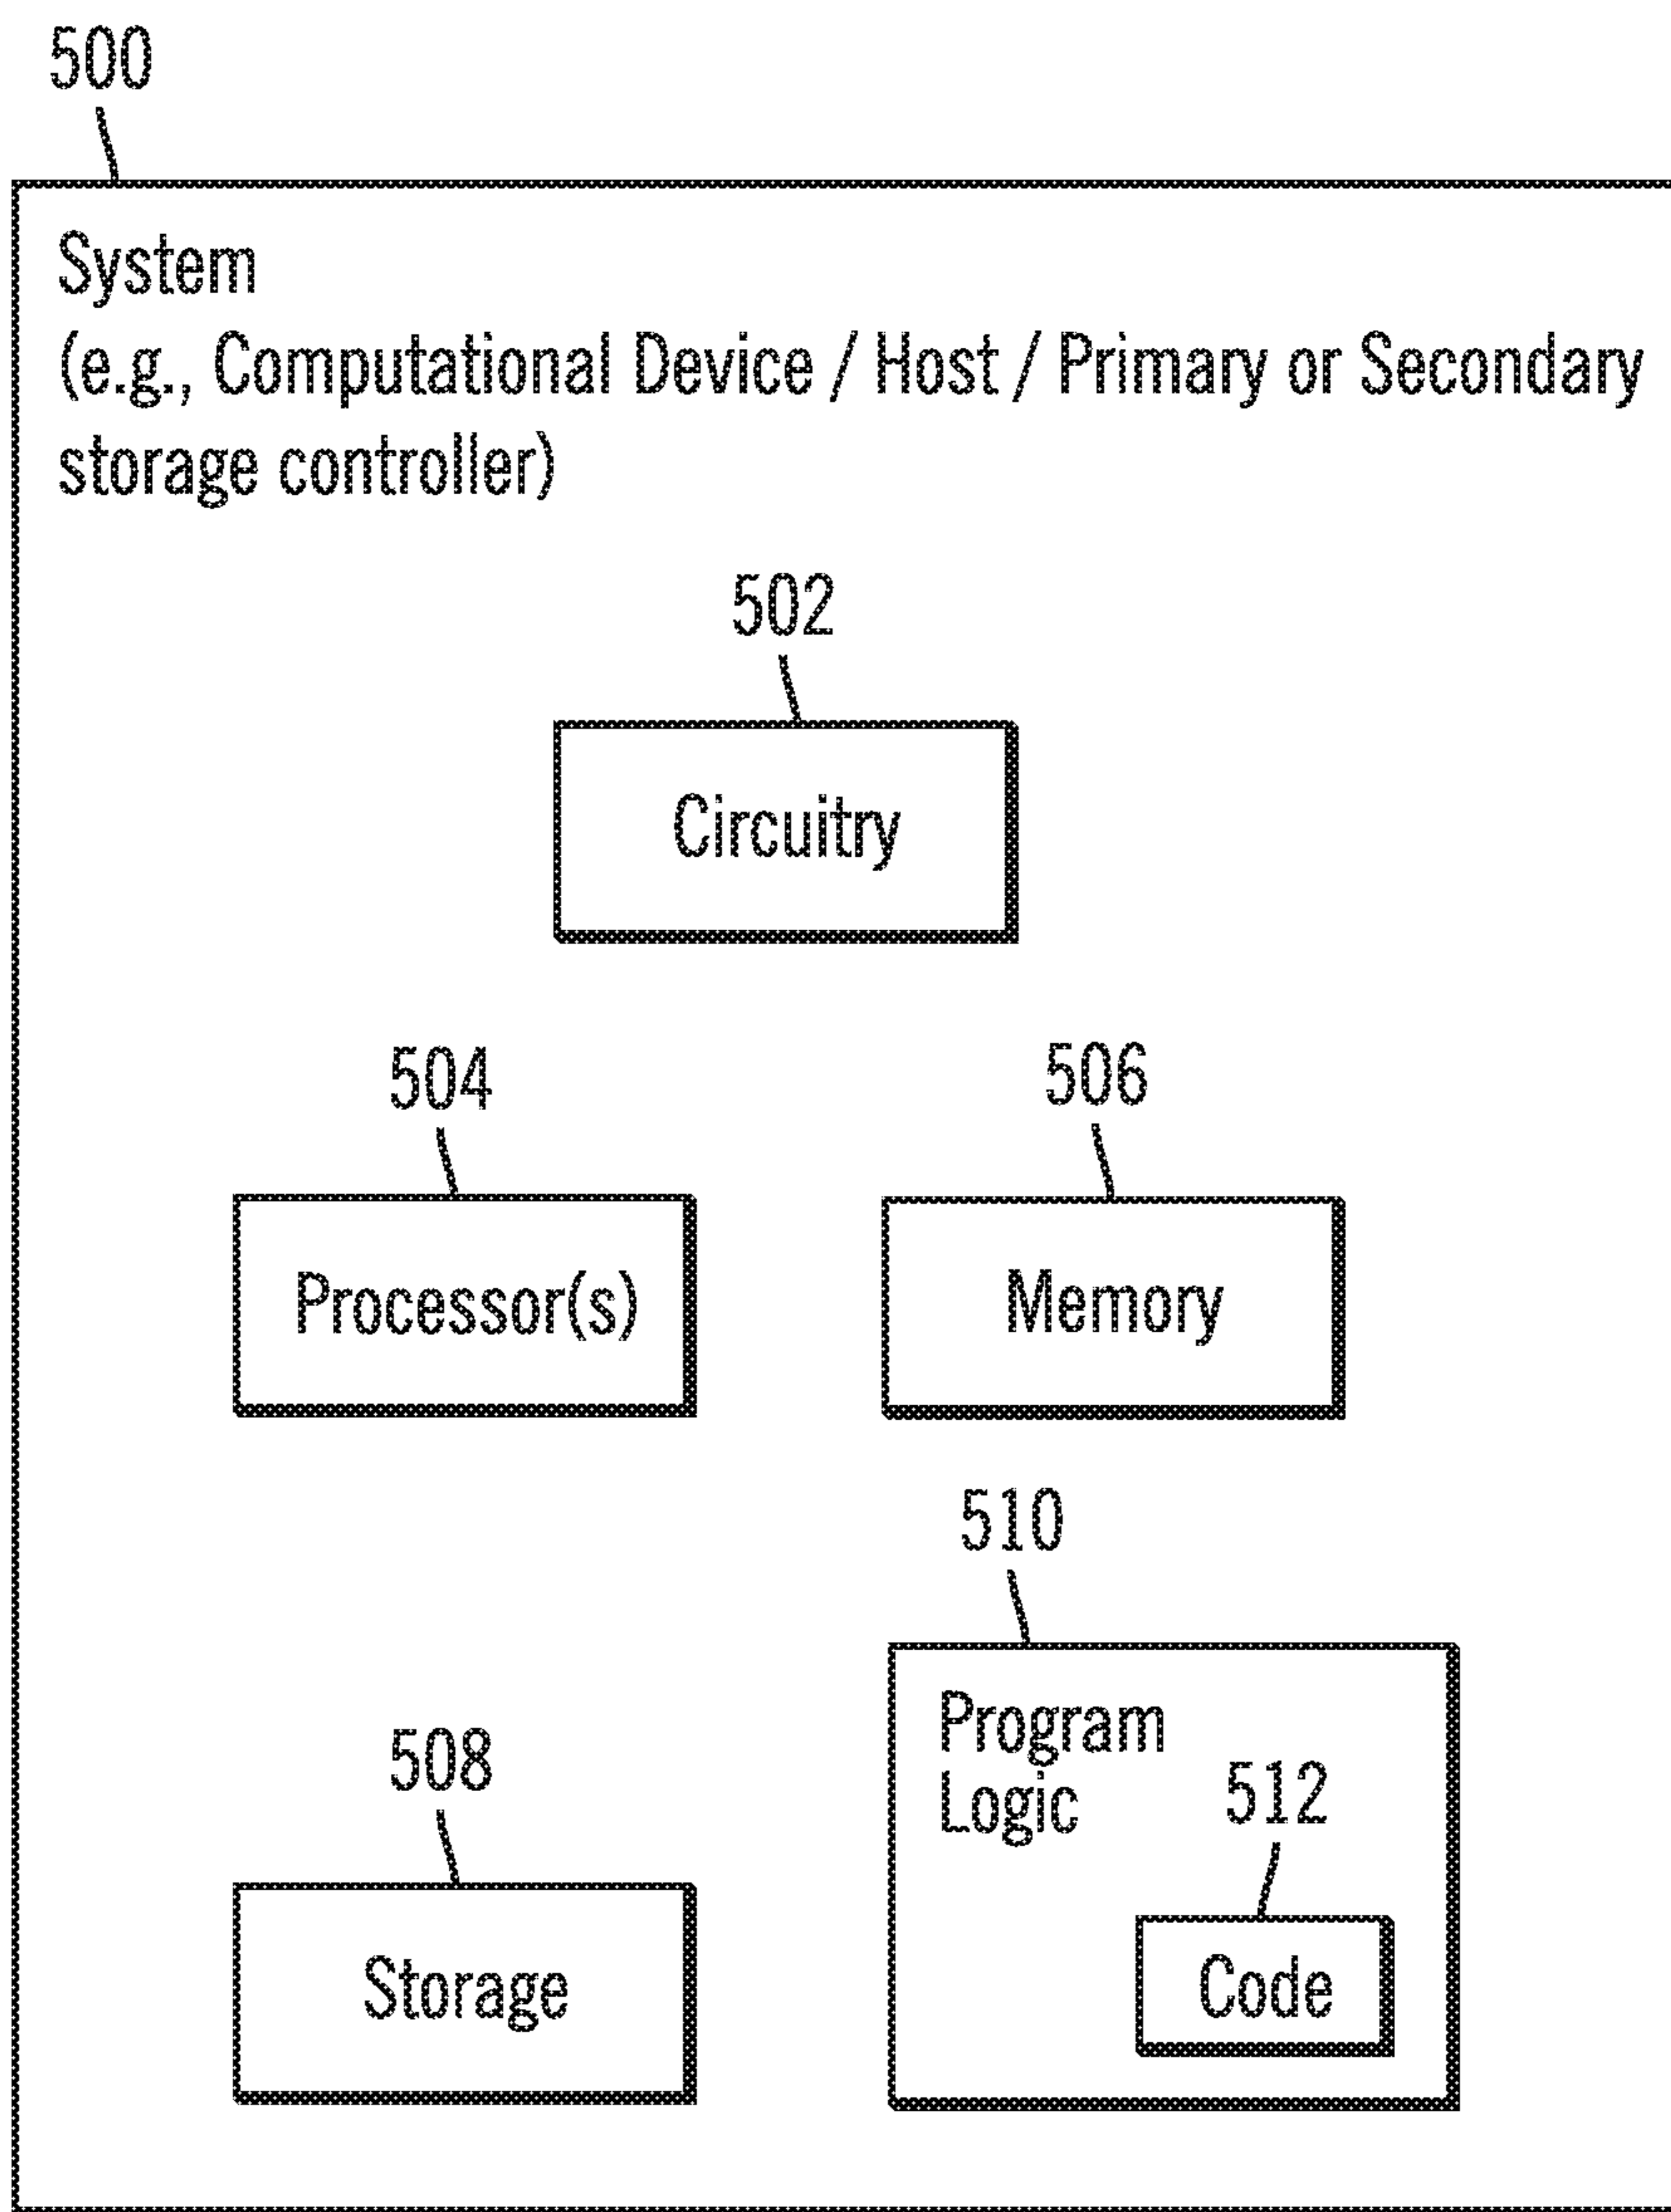 500
System
(e.g., Computational Device / Host / Primary or Secondary
storage controller)
502
Circuitry
504
506
Processor(s)
Memory
510
Program
Logic
508
512
Storage
Code